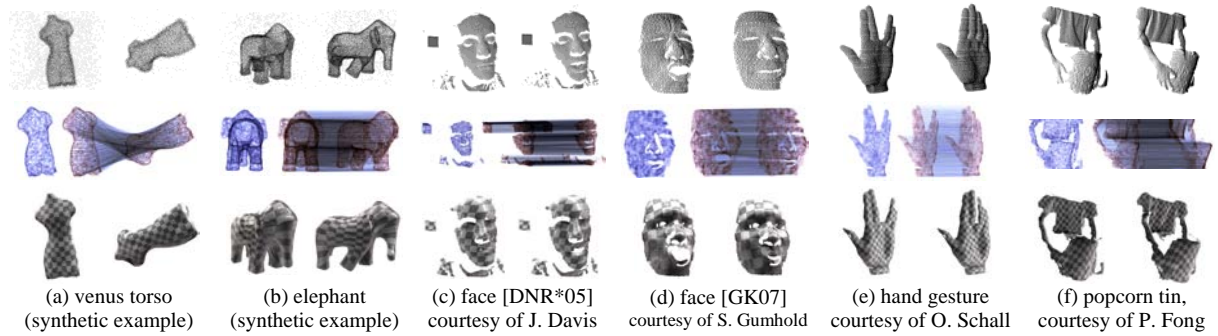 (a) venus torso
(synthetic example)
(b) elephant
(synthetic example)
(c) face [DNR*05]
courtesy of J. Davis
(d) face [GK07]
courtesy of S. Gumhold
(e) hand gesture
courtesy of O. Schall
(f) popcorn tin,
courtesy of P. Fong